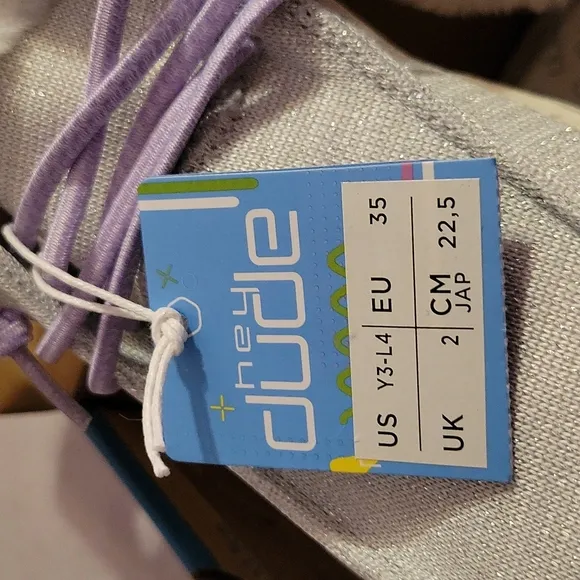 hey
dude
US Y3-L4 EU 35
UK 2 CM JAP 22,5